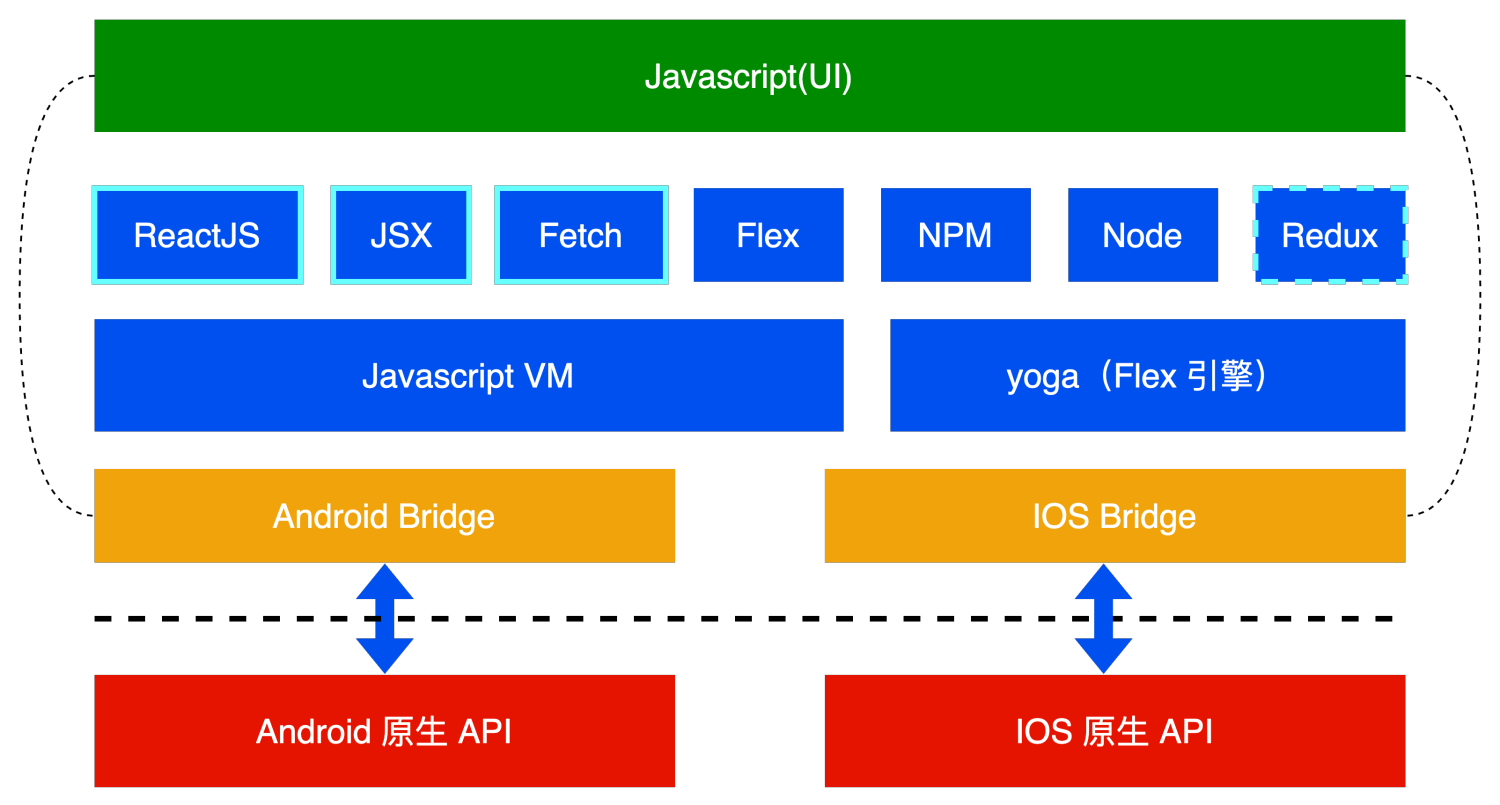 Javascript(UI)
ReactJS
JSX
Fetch
Flex
NPM
Node
Redux
Javascript VM
yoga（Flex 引擎）
Android Bridge
IOS Bridge
Android 原生 API
IOS 原生 API